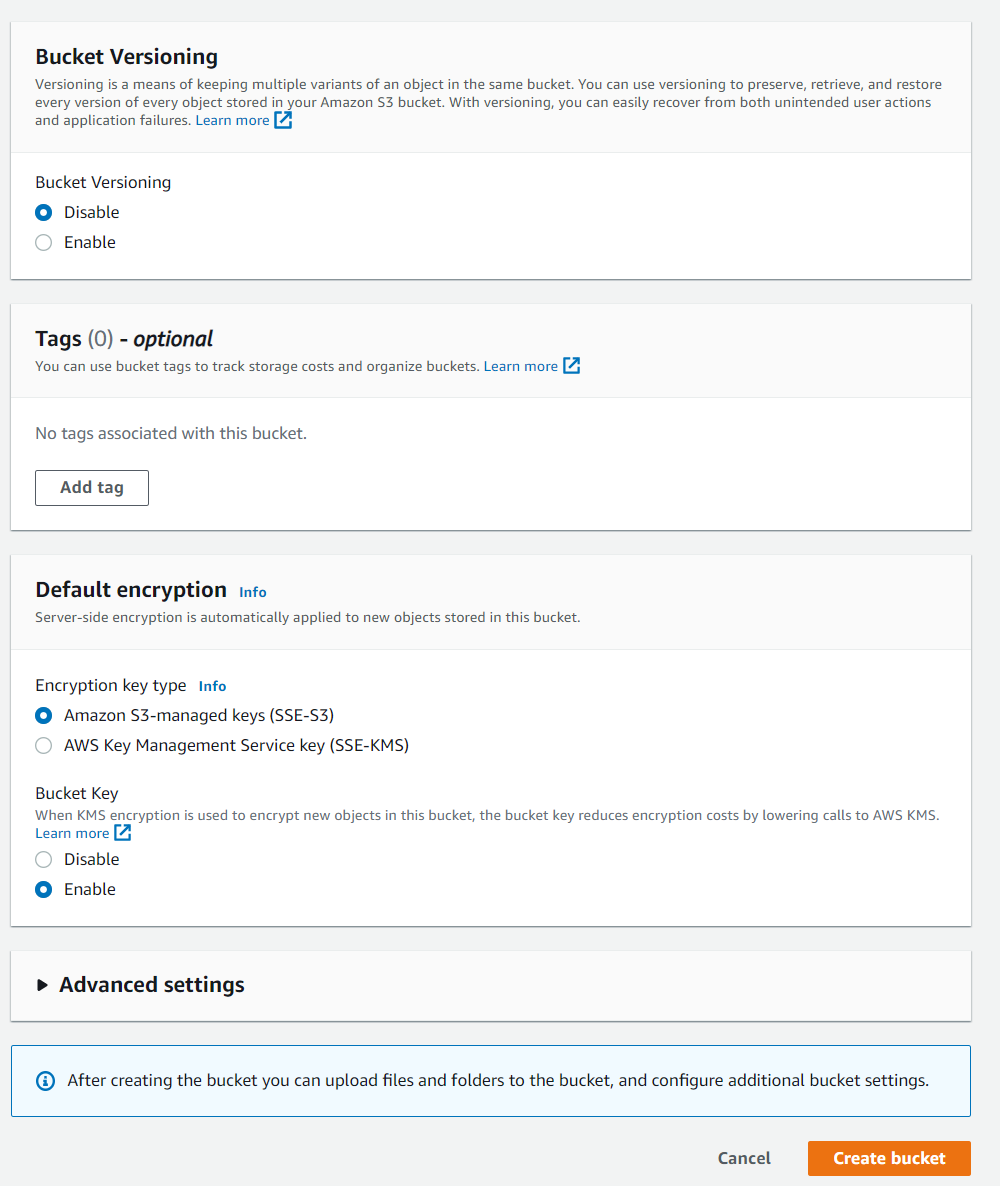 Bucket Versioning
Versioning is a means of keeping multiple variants of an object in the same bucket. You can use versioning to preserve, retrieve, and restore
every version of every object stored in your Amazon S3 bucket. With versioning, you can easily recover from both unintended user actions
and application failures. Learn more
Bucket Versioning
Disable
Enable
Tags (0) - optional
You can use bucket tags to track storage costs and organize buckets. Learn more
No tags associated with this bucket.
Add tag
Default encryption Info
Server-side encryption is automatically applied to new objects stored in this bucket.
Encryption key type Info
Amazon S3-managed keys (SSE-S3)
AWS Key Management Service key (SSE-KMS)
Bucket Key
When KMS encryption is used to encrypt new objects in this bucket, the bucket key reduces encryption costs by lowering calls to AWS KMS.
Learn more
Disable
Enable
Advanced settings
After creating the bucket you can upload files and folders to the bucket, and configure additional bucket settings.
Cancel Create bucket